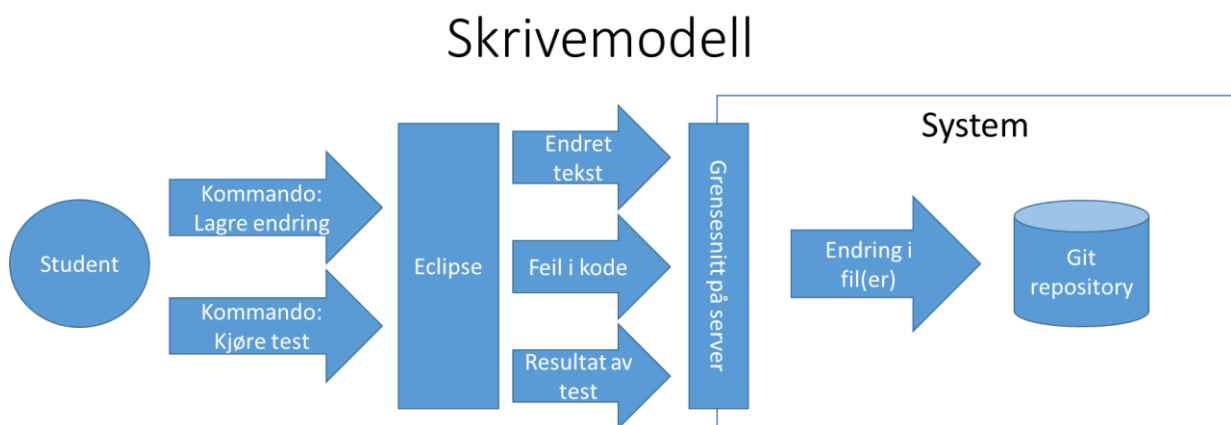 Skrivemodell
System
Student
Kommando:
Lagre endring
Kommando:
Kjøre test
Eclipse
Endret
tekst
Feil i kode
Resultat av
test
Grensesnitt på server
Endring i
fil(er)
Git
repository